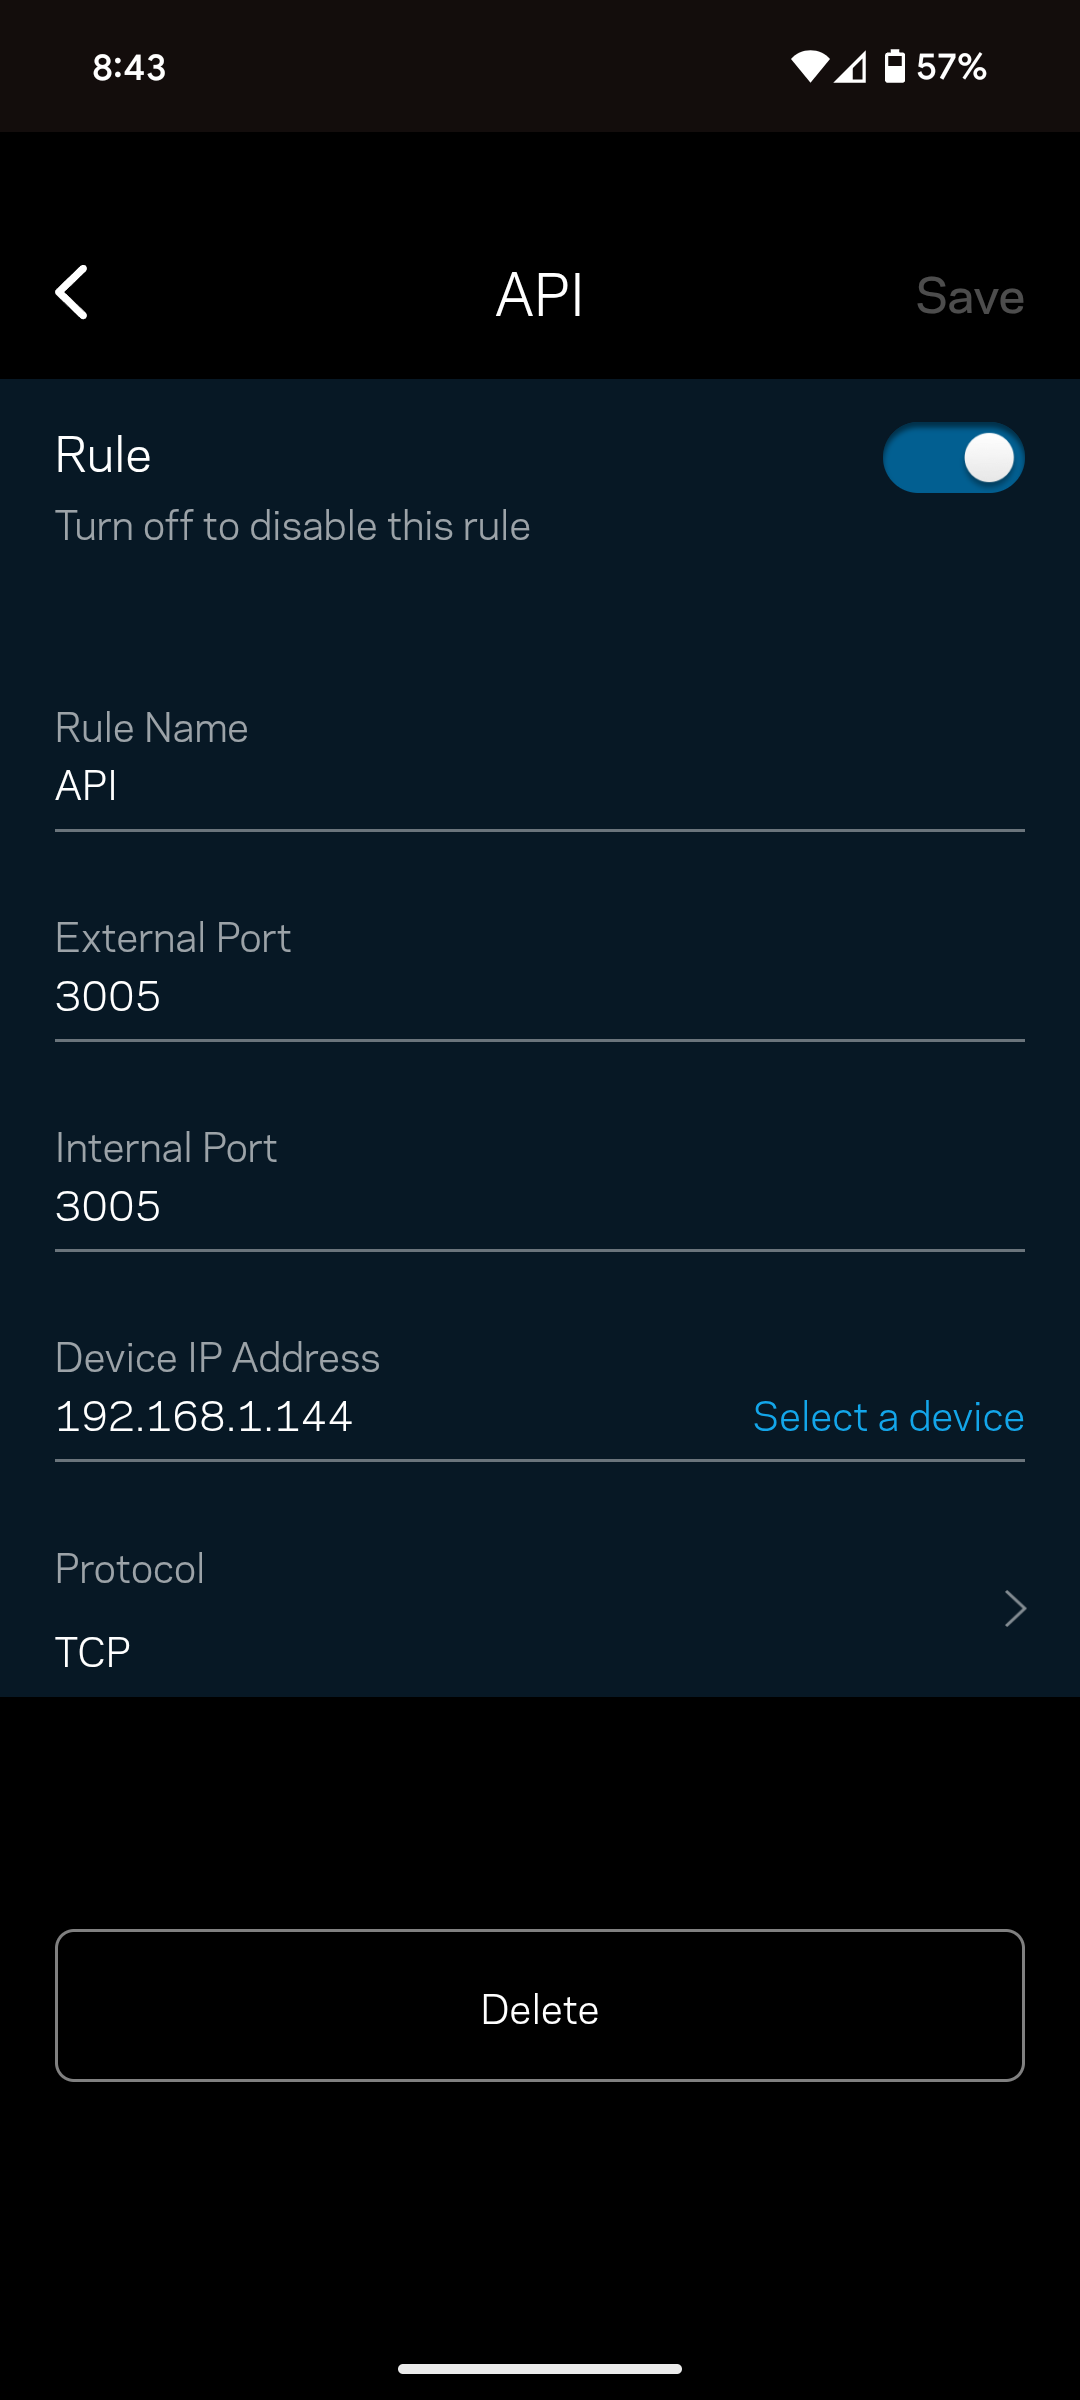 8:43
57%
API
Save
Rule
Turn off to disable this rule
Rule Name
API
External Port
3005
Internal Port
3005
Device IP Address
192.168.1.144
Select a device
Protocol
TCP
Delete